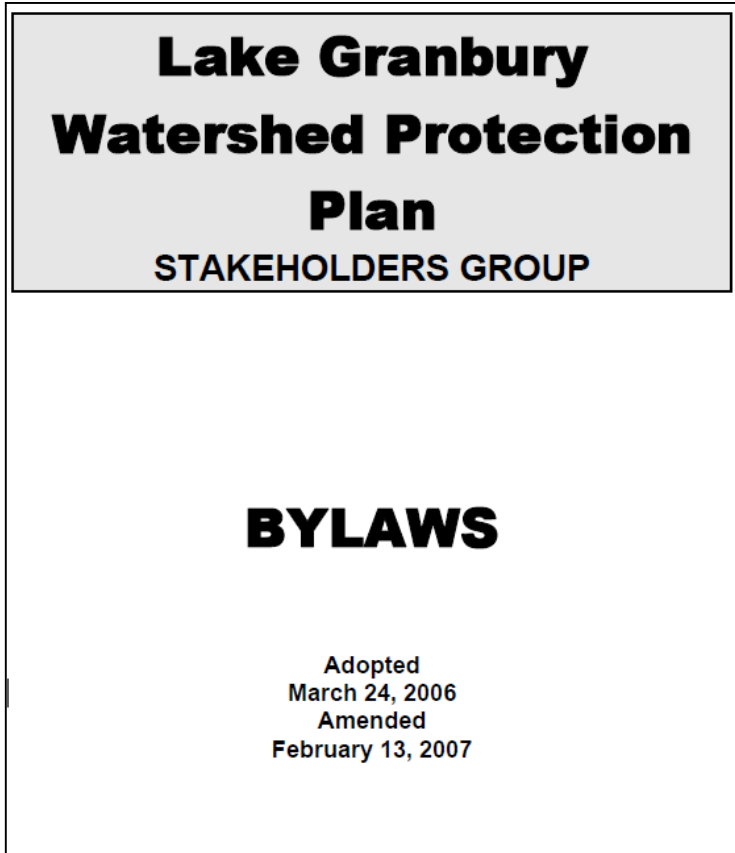 Lake Granbury
Watershed Protection
Plan
STAKEHOLDERS GROUP
BYLAWS
Adopted
March 24, 2006
Amended
February 13, 2007